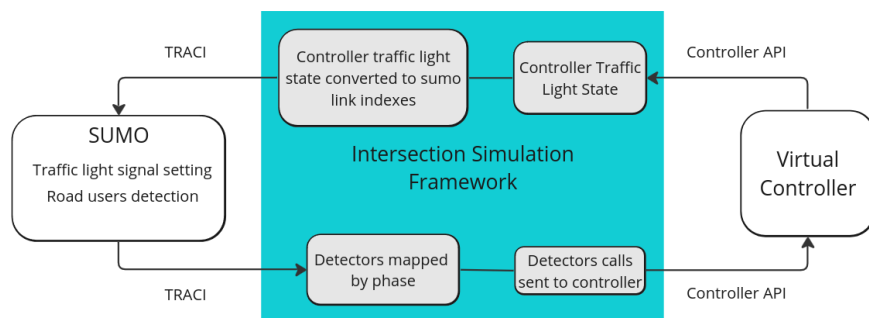 TRACI
Controller traffic light
state converted to sumo
link indexes
Controller Traffic
Light State
Controller API
SUMO
Traffic light signal setting
Road users detection
Intersection Simulation
Framework
Virtual
Controller
Detectors mapped
by phase
Detectors calls
sent to controller
TRACI
Controller API